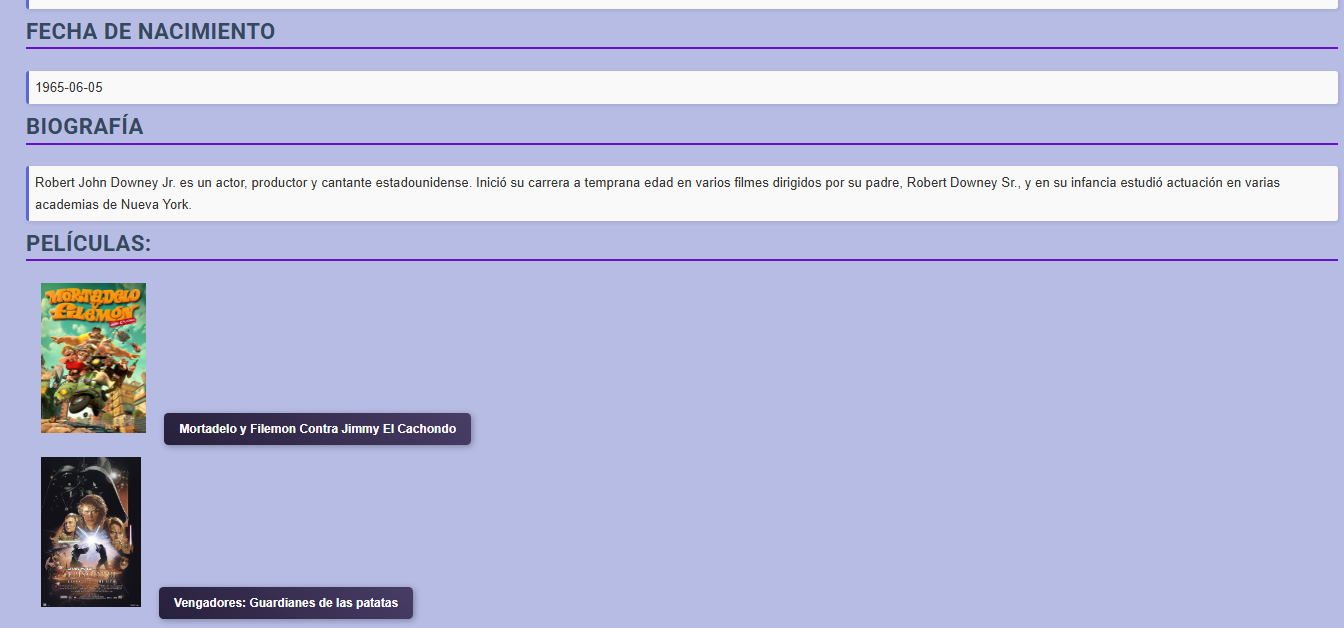 FECHA DE NACIMIENTO
1965-06-05
BIOGRAFÍA
Robert John Downey Jr. es un actor, productor y cantante estadounidense. Inició su carrera a temprana edad en varios filmes dirigidos por su padre, Robert Downey Sr., y en su infancia estudió actuación en varias
academias de Nueva York.
PELÍCULAS:
MORTADELO
Y
FILEMÓN
Mortadelo y Filemon Contra Jimmy El Cachondo
Vengadores: Guardianes de las patatas